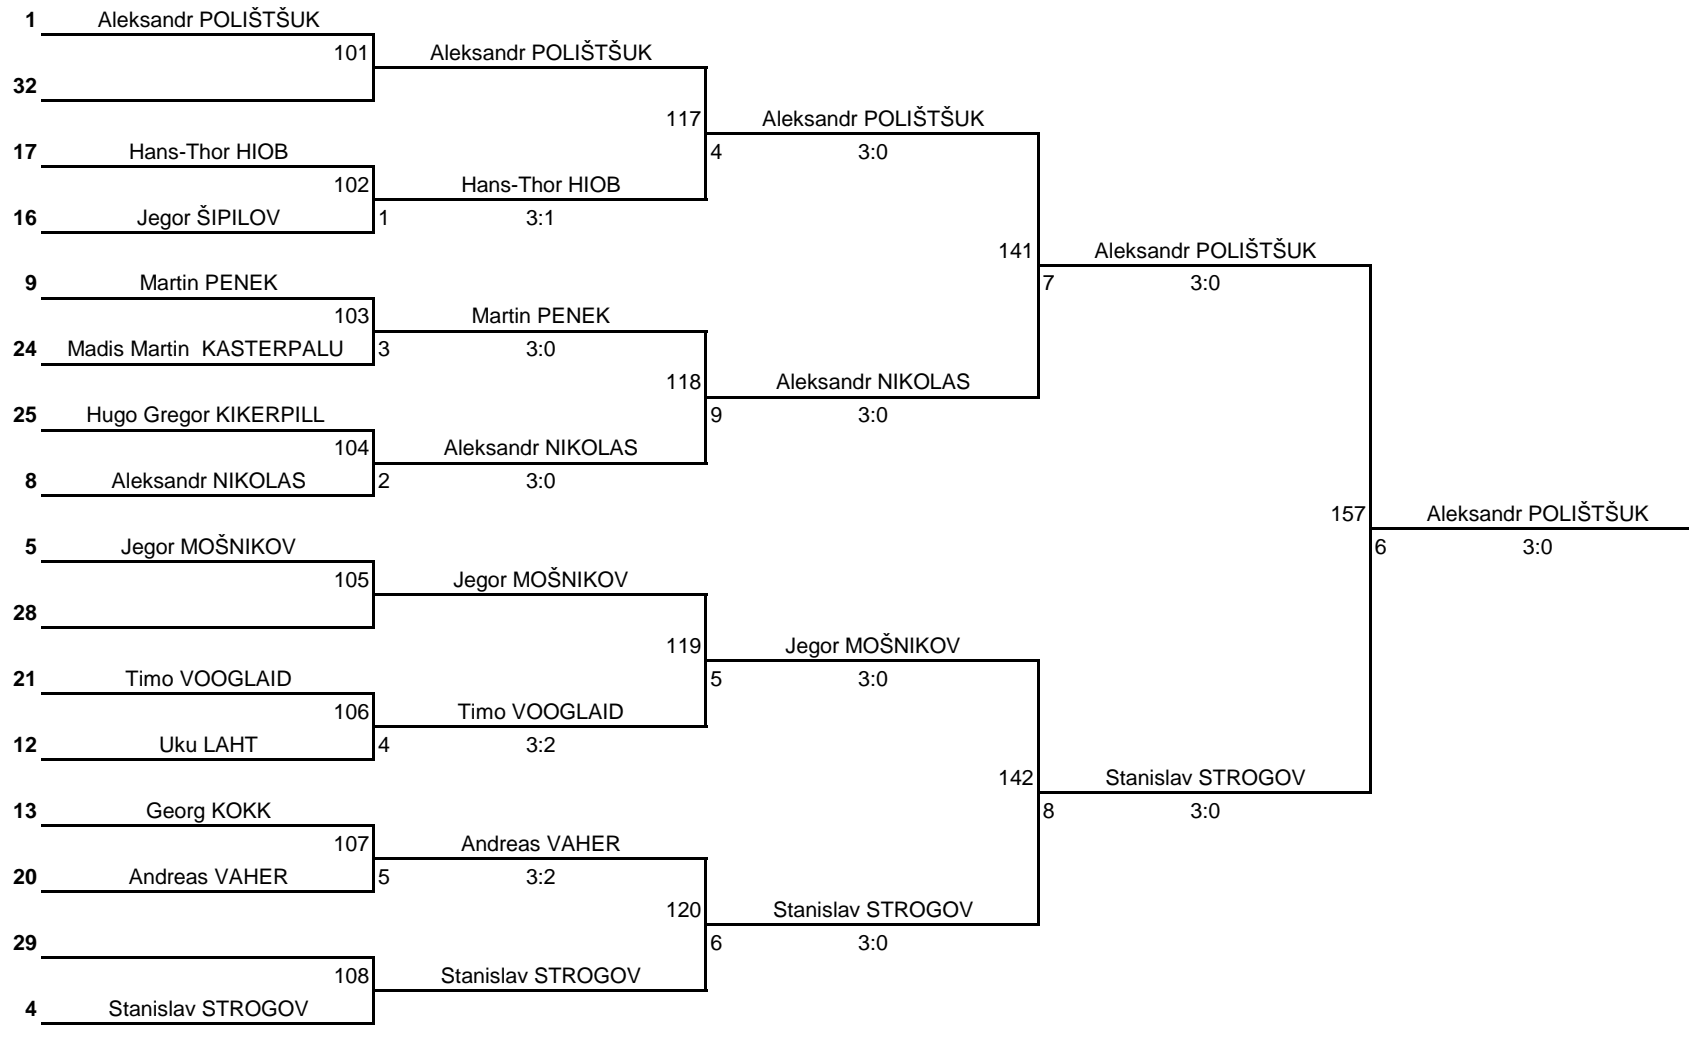 1 Aleksandr POLIŠTŠUK
101 Aleksandr POLIŠTŠUK
32
117 Aleksandr POLIŠTŠUK
17 Hans-Thor HIOB 4 3:0
102 Hans-Thor HIOB
16 Jegor ŠIPILOV 1 3:1
141 Aleksandr POLIŠTŠUK
9 Martin PENEK 7 3:0
103 Martin PENEK
24 Madis Martin KASTERPALU 3 3:0
118 Aleksandr NIKOLAS
25 Hugo Gregor KIKERPILL 9 3:0
104 Aleksandr NIKOLAS
8 Aleksandr NIKOLAS 2 3:0
157 Aleksandr POLIŠTŠUK
5 Jegor MOŠNIKOV 6 3:0
105 Jegor MOŠNIKOV
28
119 Jegor MOŠNIKOV
21 Timo VOOGLAID 5 3:0
106 Timo VOOGLAID
12 Uku LAHT 4 3:2
142 Stanislav STROGOV
13 Georg KOKK 8 3:0
107 Andreas VAHER
20 Andreas VAHER 5 3:2
120 Stanislav STROGOV
29 6 3:0
108 Stanislav STROGOV
4 Stanislav STROGOV